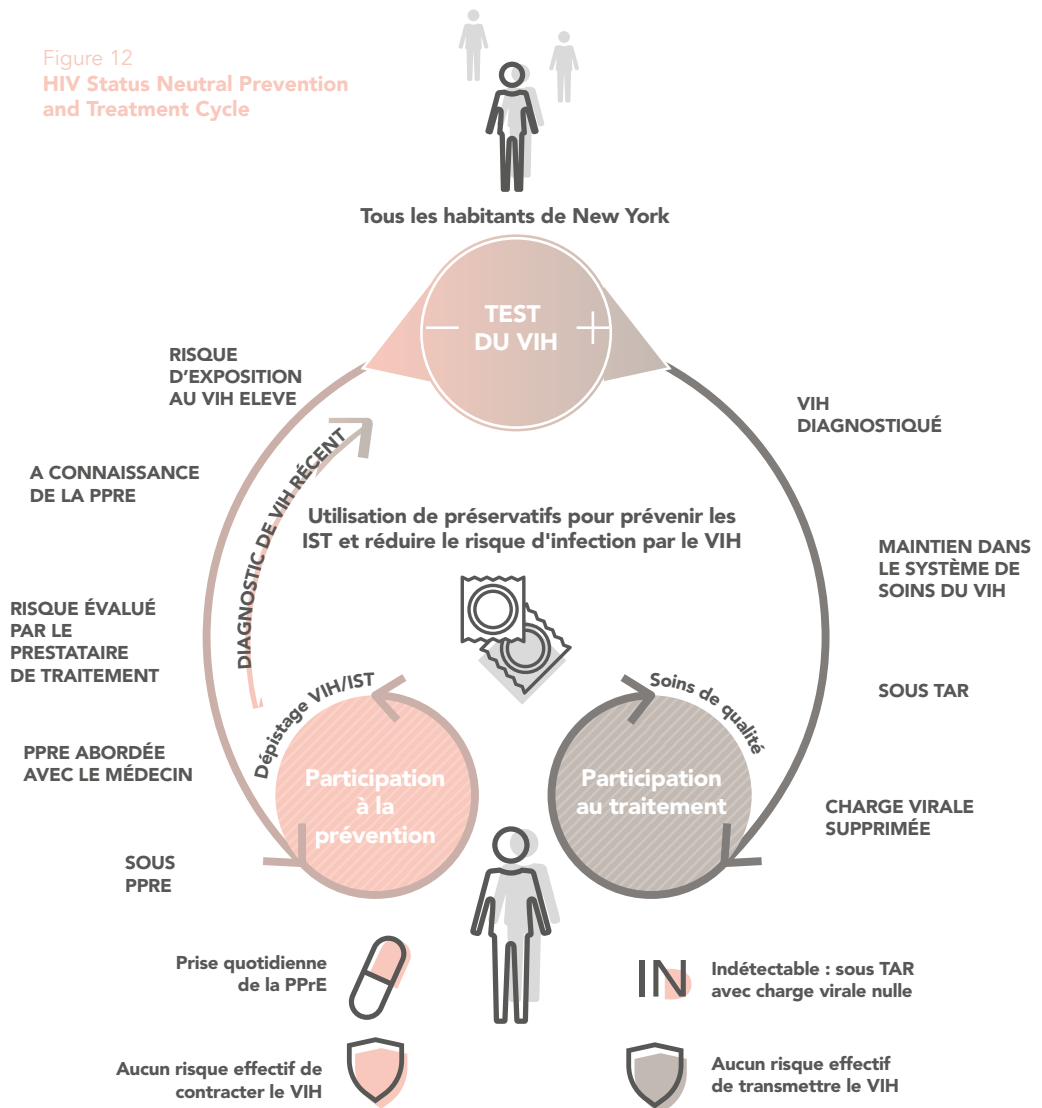 Figure 12
HIV Status Neutral Prevention
and Treatment Cycle
Tous les habitants de New York
TEST
DU VIH
RISQUE
D'EXPOSITION
AU VIH ELEVE
A CONNAISSANCE
DE LA PPRE
RISQUE ÉVALUÉ
PAR LE
PRESTATAIRE
DE TRAITEMENT
PPRE ABORDÉE
AVEC LE MÉDECIN
SOUS
PPRE
DIAGNOSTIC DE VIH RÉCENT
Utilisation de préservatifs pour prévenir les
IST et réduire le risque d'infection par le VIH
VIH
DIAGNOSTIQUÉ
MAINTIEN DANS
LE SYSTÈME DE
SOINS DU VIH
SOUS TAR
CHARGE VIRALE
SUPPRIMÉE
Dépistage VIH/IST
Participation
à la
prévention
Soins de qualité
Participation
au traitement
Prise quotidienne
de la PPrE
Aucun risque effectif de
contracter le VIH
IN
Indétectable : sous TAR
avec charge virale nulle
Aucun risque effectif
de transmettre le VIH